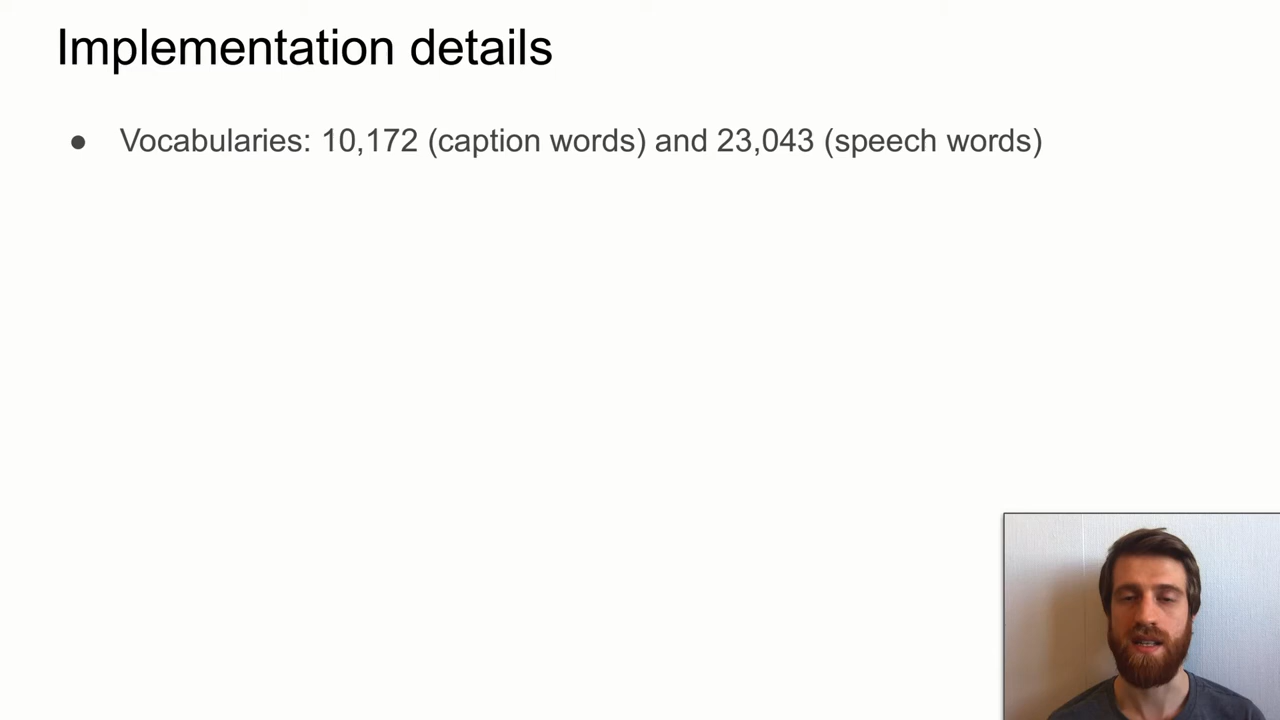 Implementation details
● Vocabularies: 10,172 (caption words) and 23,043 (speech words)